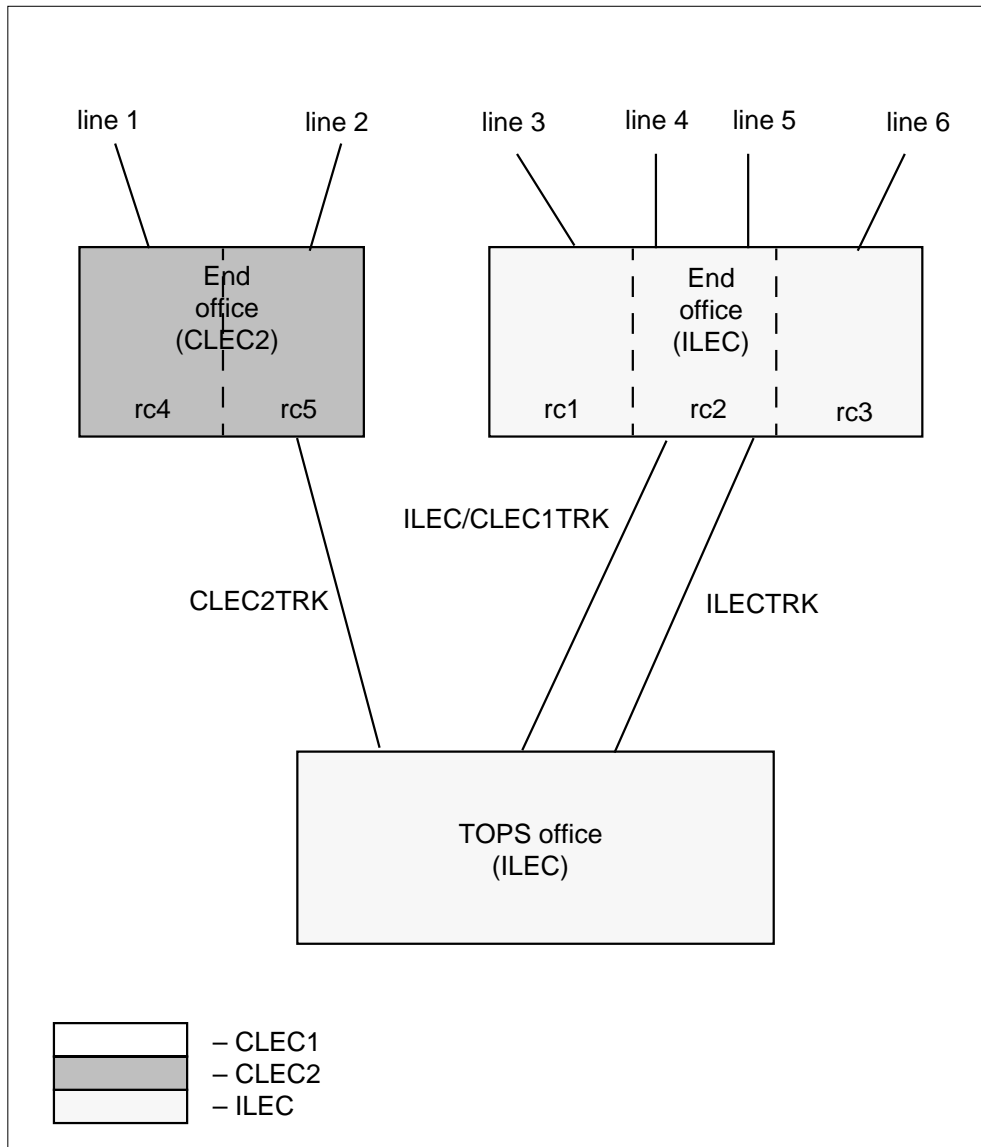 line 1
line 2
line 3
line 4
line 5
line 6
End
office
(CLEC2)
rc4
rc5
End
office
(ILEC)
rc1
rc2
rc3
ILEC/CLEC1TRK
CLEC2TRK
ILECTRK
TOPS office
(ILEC)
– CLEC1
– CLEC2
– ILEC